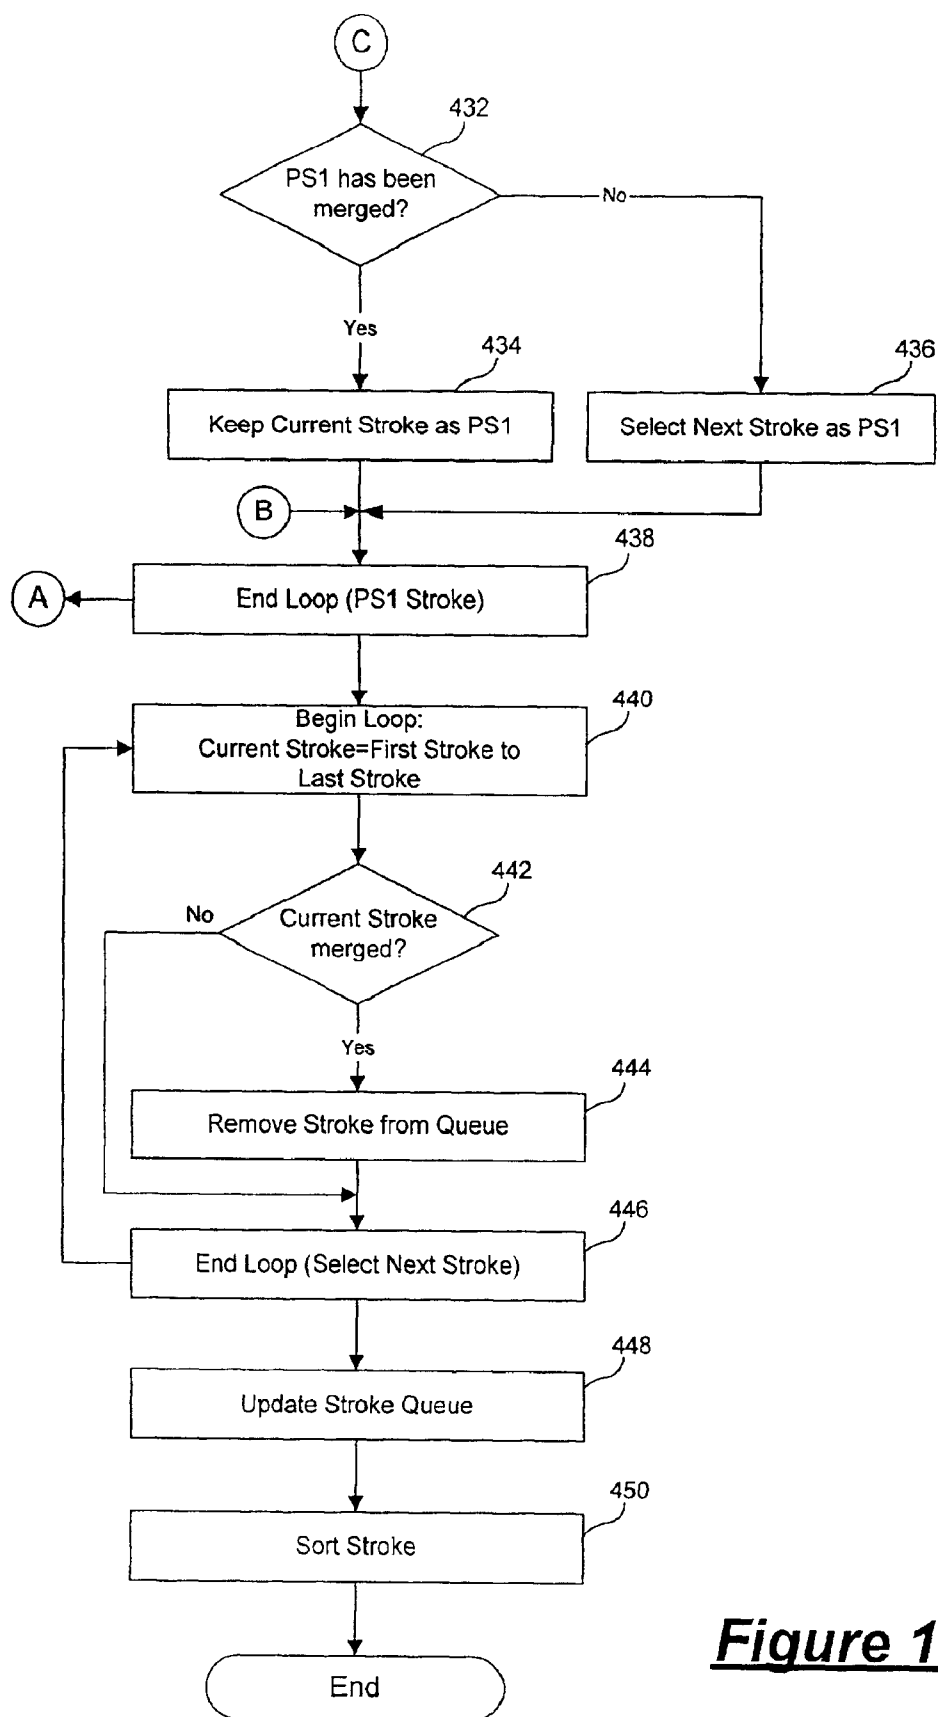 C
432
PS1 has been
merged?
No
Yes
434
436
Keep Current Stroke as PS1
Select Next Stroke as PS1
B
438
A
End Loop (PS1 Stroke)
440
Begin Loop:
Current Stroke=First Stroke to
Last Stroke
442
No
Current Stroke
merged?
Yes
444
Remove Stroke from Queue
446
End Loop (Select Next Stroke)
448
Update Stroke Queue
450
Sort Stroke
Figure 1
End